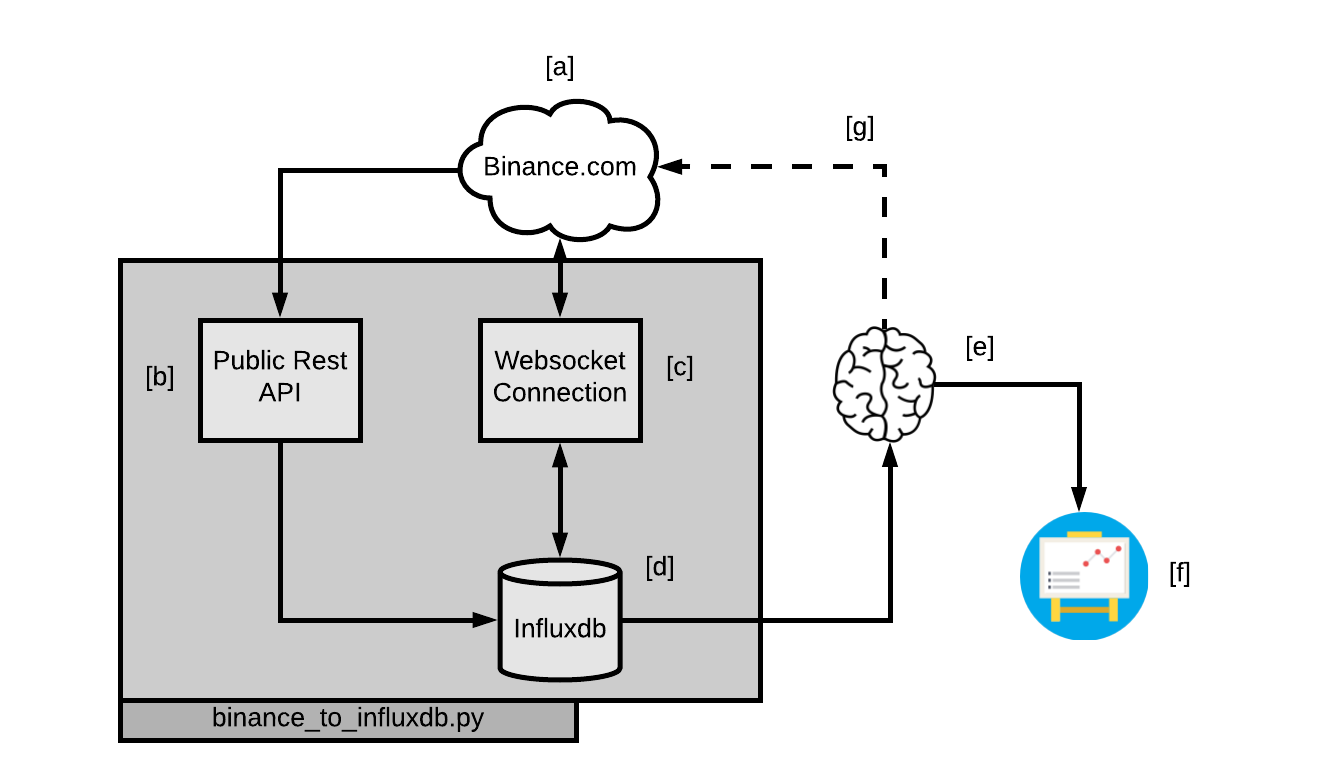 [a]
[g]
Binance.com
[e]
Public Rest
API
Websocket
Connection
[b]
[c]
[d]
[f]
Influxdb
binance_to_influxdb.py